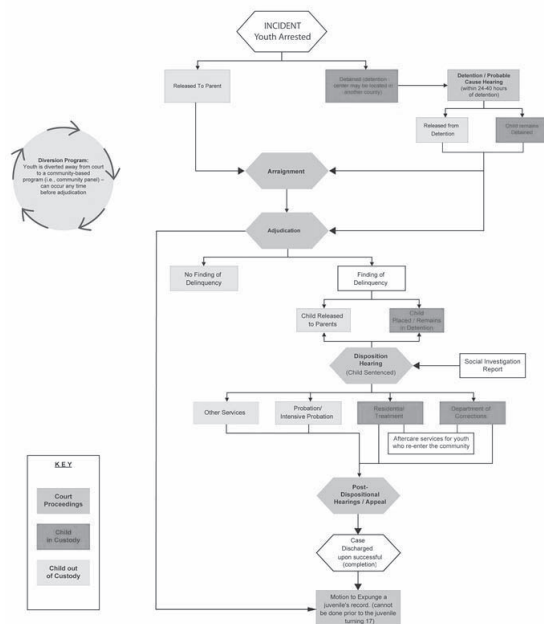 INCIDENT
Youth Arrested
Released To Parent
Detained (detention
center may be located in
another county)
Detention / Probable
Cause Hearing
(within 24-40 hours
of detention)
Released from
Detention
Child remains
Detained
Diversion Program:
Youth is diverted away from court
to a community-based
program (i.e., community panel) –
can occur any time
before adjudication
Arraignment
Adjudication
No Finding of
Delinquency
Finding of
Delinquency
Child Released
to Parents
Child
Placed / Remains
in Detention
Disposition
Hearing
(Child Sentenced)
Social Investigation
Report
Other Services
Probation/
Intensive Probation
Residential
Treatment
Department of
Corrections
Aftercare services for youth
who re-enter the community
KEY
Court
Proceedings
Child
in Custody
Child out
of Custody
Post-
Dispositional
Hearings / Appeal
Case
Discharged
upon successful
(completion)
Motion to Expunge a
juvenile's record. (cannot
be done prior to the juvenile
turning 17)